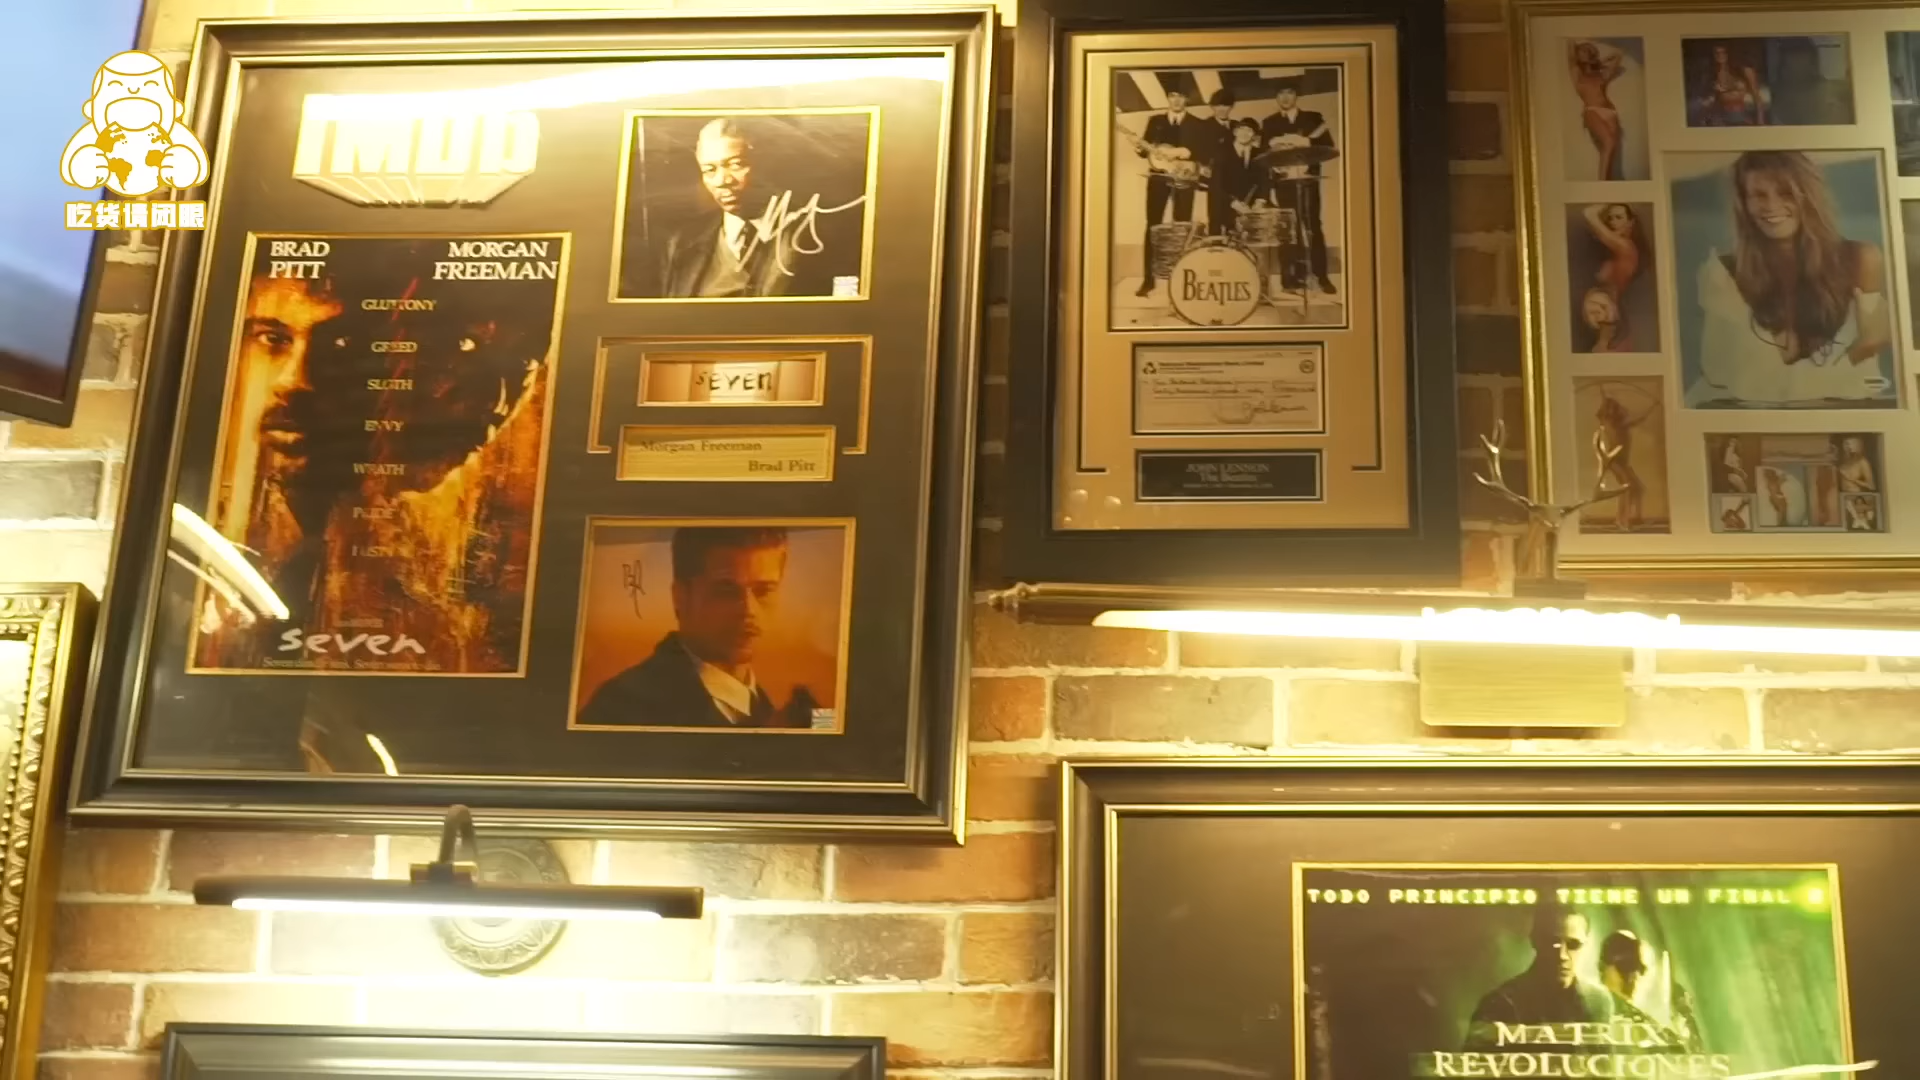 吃货请闭眼
BRAD
PITT
MORGAN
FREEMAN
GLUTTONY
GREED
SLOTH
ENVY
WRATH
PRIDE
LUST
seven
SEVEN
Morgan Freeman
Brad Pitt
THE
BEATLES
JOHN LENNON
The Beatles
TODO PRINCIPIO TIENE UN FINAL
MATRIX
REVOLUCIONES